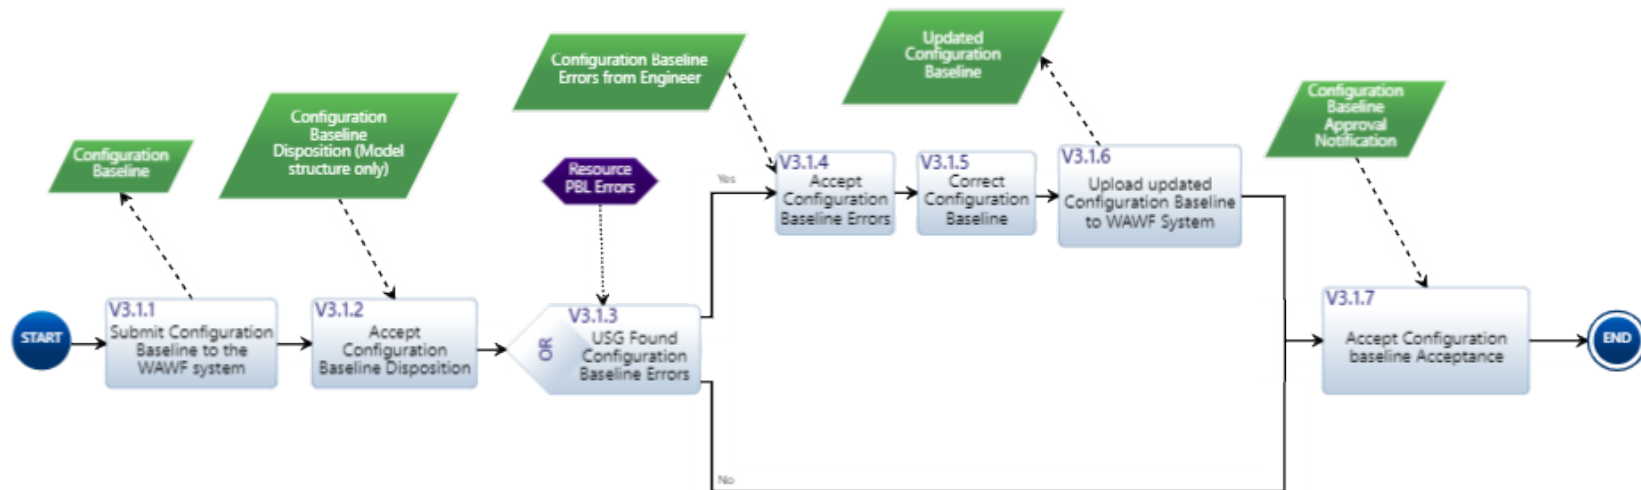 Configuration
Baseline
Configuration
Baseline
Disposition (Model
structure only)
Configuration Baseline
Errors from Engineer
Updated
Configuration
Baseline
Configuration
Baseline
Approval
Notification
Resource
PBL Errors
START
V3.1.1
Submit Configuration
Baseline to the
WAWF system
V3.1.2
Accept
Configuration
Baseline Disposition
OR
V3.1.3
USG Found
Configuration
Baseline Errors
Yes
No
V3.1.4
Accept
Configuration
Baseline Errors
V3.1.5
Correct
Configuration
Baseline
V3.1.6
Upload updated
Configuration Baseline
to WAWF System
V3.1.7
Accept Configuration
baseline Acceptance
END